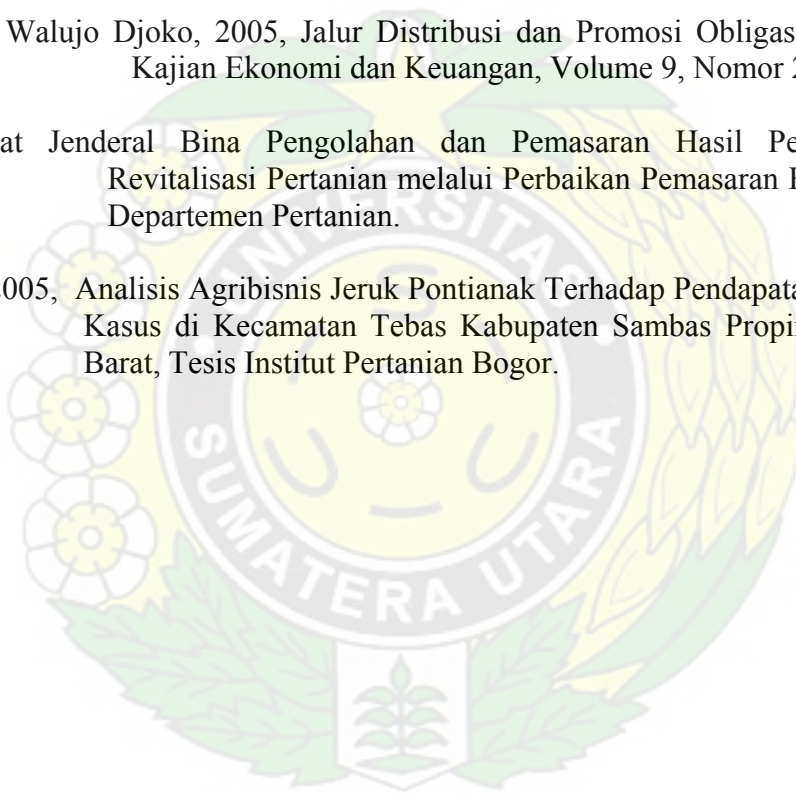 Walujo Djoko, 2005, Jalur Distribusi dan Promosi Obligas
Kajian Ekonomi dan Keuangan, Volume 9, Nomor 2
at Jenderal Bina Pengolahan dan Pemasaran Hasil Pe
Revitalisasi Pertanian melalui Perbaikan Pemasaran
Departemen Pertanian.
2005, Analisis Agribisnis Jeruk Pontianak Terhadap Pendapata
Kasus di Kecamatan Tebas Kabupaten Sambas Propi
Barat, Tesis Institut Pertanian Bogor.
UNIVERSITAS
SUMATERA UTARA